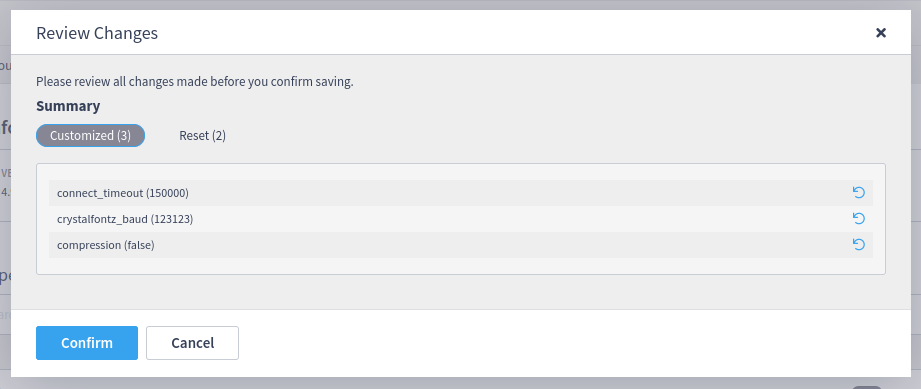 Review Changes
Please review all changes made before you confirm saving.
Summary
Customized (3) Reset (2)
connect_timeout (150000)
crystalfontz_baud (123123)
compression (false)
Confirm Cancel